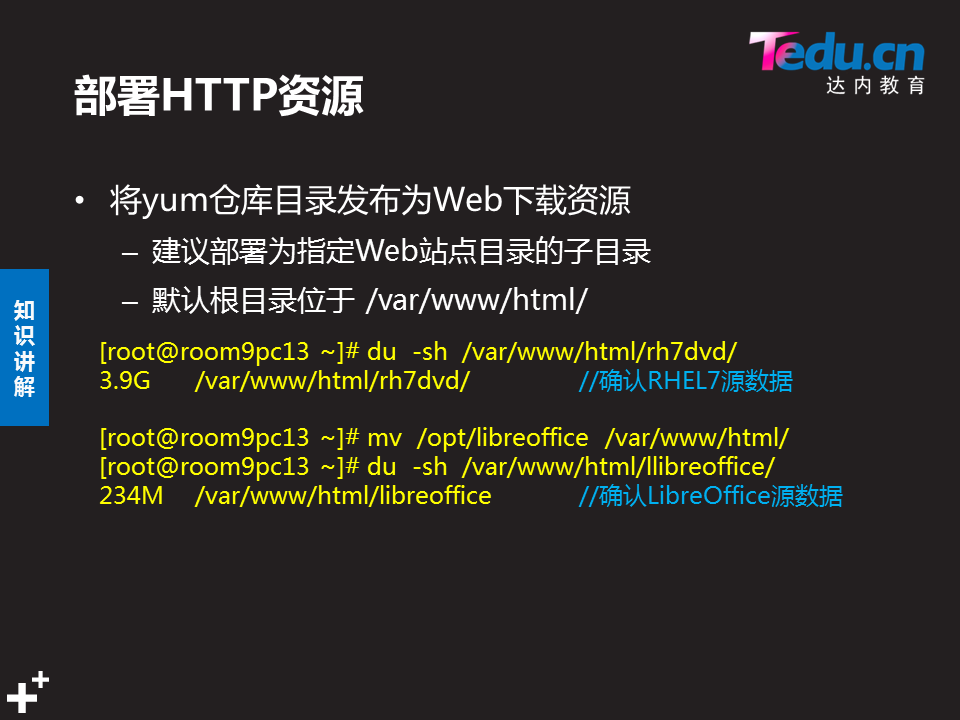 Tedu.cn
达内教育
部署HTTP资源
• 将yum仓库目录发布为Web下载资源
– 建议部署为指定Web站点目录的子目录
– 默认根目录位于 /var/www/html/
知识讲解
[root@room9pc13 ~]# du -sh /var/www/html/rh7dvd/
3.9G /var/www/html/rh7dvd/ //确认RHEL7源数据
[root@room9pc13 ~]# mv /opt/libreoffice /var/www/html/
[root@room9pc13 ~]# du -sh /var/www/html/llibreoffice/
234M /var/www/html/libreoffice //确认LibreOffice源数据